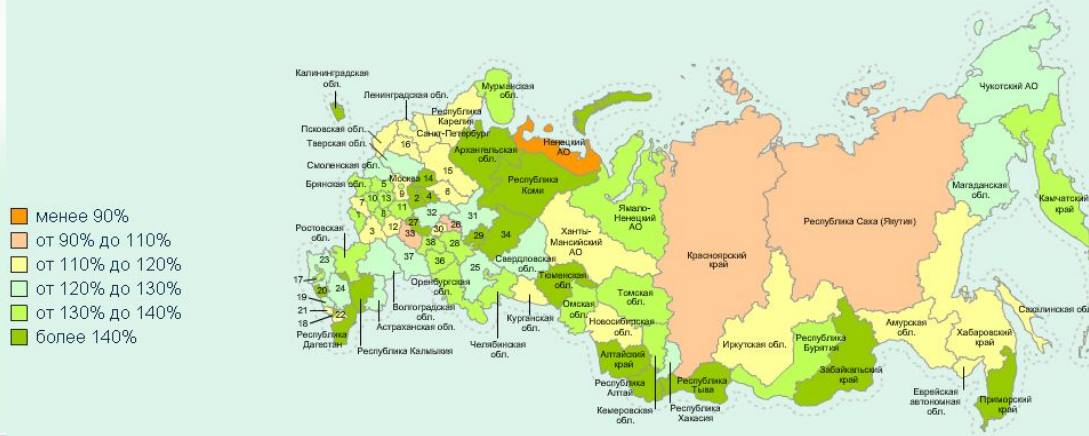 менее 90%
от 90% до 110%
от 110% до 120%
от 120% до 130%
от 130% до 140%
более 140%
Калининградская
обл.
Ленинградская обл.
Мурманская
обл.
Республика
Карелия
Санкт-Петербург
Псковская обл.
Тверская обл.
16
Архангельская
обл.
Ненецкий
АО
Смоленская обл.
Москва
14
15
Брянская обл.
5
9
2
4
6
7
10
13
11
1
8
3
12
27
33
32
31
30
26
29
34
38
28
36
37
25
Республика
Коми
Ростовская
обл.
23
17
20
24
19
21
18
22
Республика
Дагестан
Республика Калмыкия
Астраханская обл.
Волгоградская
обл.
Оренбургская
обл.
Свердловская
обл.
Челябинская
обл.
Курганская
обл.
Ханты-
Мансийский
АО
Ямало-
Ненецкий
АО
Тюменская
обл.
Омская
обл.
Томская
обл.
Новосибирская
обл.
Алтайский
край
Республика
Алтай
Кемеровская
обл.
Республика
Хакасия
Республика
Тыва
Красноярский
край
Иркутская обл.
Республика
Бурятия
Забайкальский
край
Республика Саха (Якутия)
Чукотский АО
Магаданская
обл.
Камчатский
край
Сахалинская обл
Амурская
обл.
Хабаровский
край
Еврейская
автономная
обл.
Приморский
край